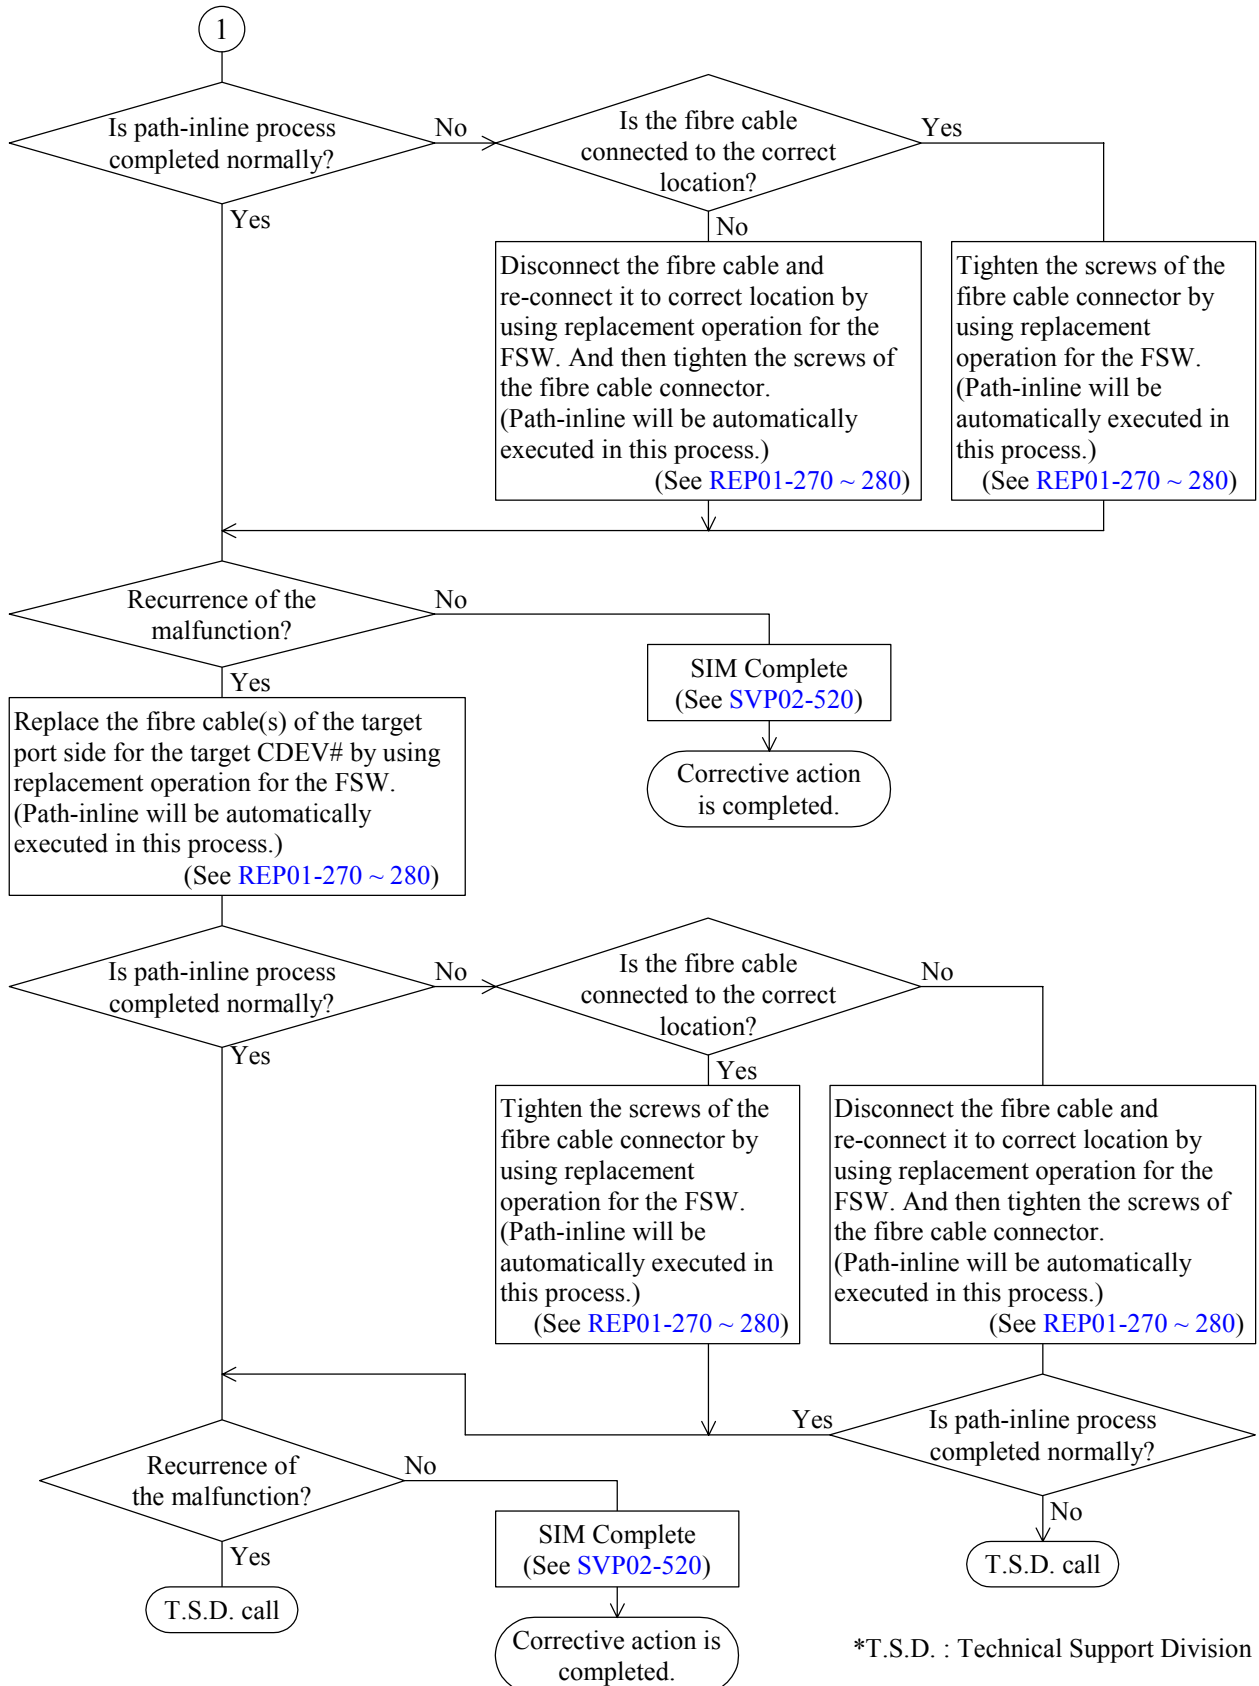 1
Is path-inline process
completed normally?
No
Is the fibre cable
connected to the correct
location?
Yes
Yes
No
Disconnect the fibre cable and
re-connect it to correct location by
using replacement operation for the
FSW. And then tighten the screws of
the fibre cable connector.
(Path-inline will be automatically
executed in this process.)
(See REP01-270 ~ 280)
Tighten the screws of the
fibre cable connector by
using replacement
operation for the FSW.
(Path-inline will be
automatically executed in
this process.)
(See REP01-270 ~ 280)
Recurrence of the
malfunction?
No
Yes
SIM Complete
(See SVP02-520)
Corrective action
is completed.
Replace the fibre cable(s) of the target
port side for the target CDEV# by using
replacement operation for the FSW.
(Path-inline will be automatically
executed in this process.)
(See REP01-270 ~ 280)
Is path-inline process
completed normally?
No
Is the fibre cable
connected to the correct
location?
No
Yes
Yes
Tighten the screws of the
fibre cable connector by
using replacement
operation for the FSW.
(Path-inline will be
automatically executed in
this process.)
(See REP01-270 ~ 280)
Disconnect the fibre cable and
re-connect it to correct location by
using replacement operation for the
FSW. And then tighten the screws of
the fibre cable connector.
(Path-inline will be automatically
executed in this process.)
(See REP01-270 ~ 280)
Yes
Is path-inline process
completed normally?
No
T.S.D. call
Recurrence of
the malfunction?
No
Yes
T.S.D. call
SIM Complete
(See SVP02-520)
Corrective action is
completed.
*T.S.D. : Technical Support Division